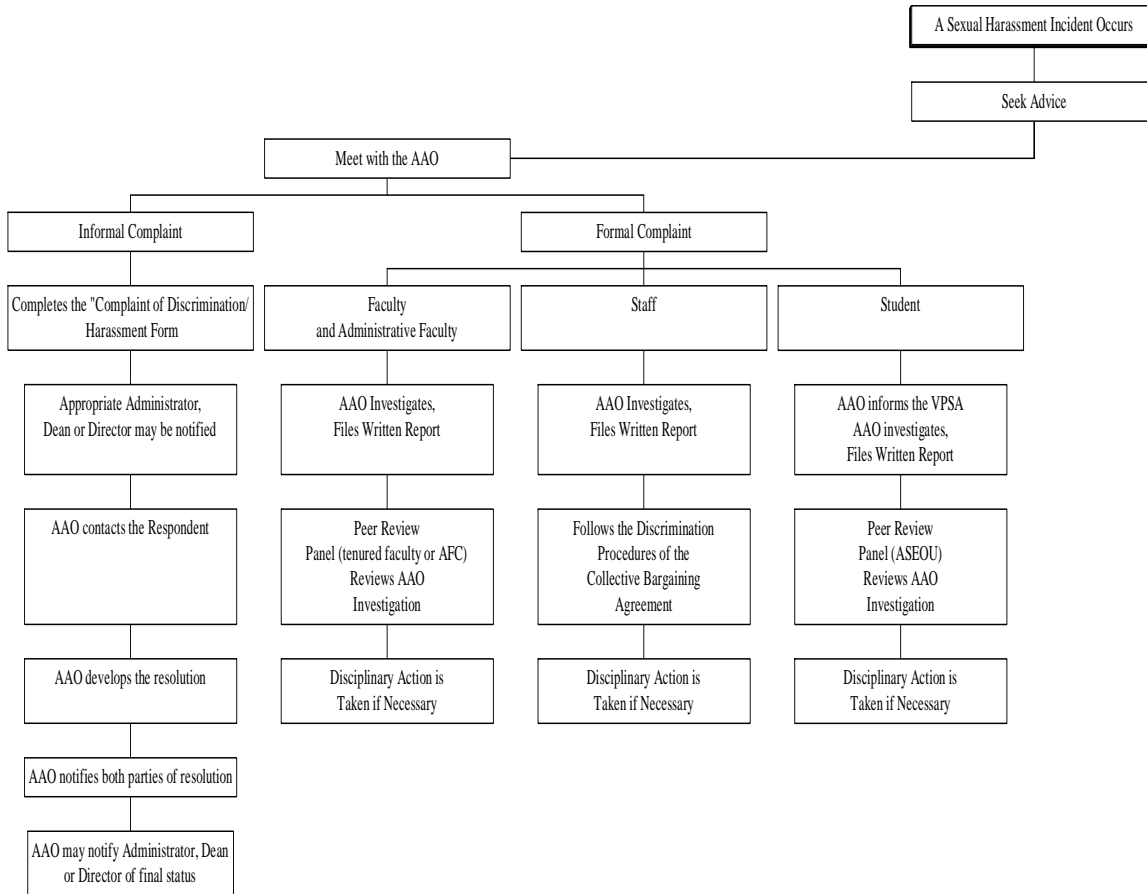 A Sexual Harassment Incident Occurs
Seek Advice
Meet with the AAO
Informal Complaint
Formal Complaint
Completes the "Complaint of Discrimination/
Harassment Form
Faculty
and Administrative Faculty
Staff
Student
Appropriate Administrator,
Dean or Director may be notified
AAO Investigates,
Files Written Report
AAO Investigates,
Files Written Report
AAO informs the VPSA
AAO investigates,
Files Written Report
AAO contacts the Respondent
Peer Review
Panel (tenured faculty or AFC)
Reviews AAO
Investigation
Follows the Discrimination
Procedures of the
Collective Bargaining
Agreement
Peer Review
Panel (ASEOU)
Reviews AAO
Investigation
AAO develops the resolution
Disciplinary Action is
Taken if Necessary
Disciplinary Action is
Taken if Necessary
Disciplinary Action is
Taken if Necessary
AAO notifies both parties of resolution
AAO may notify Administrator, Dean
or Director of final status